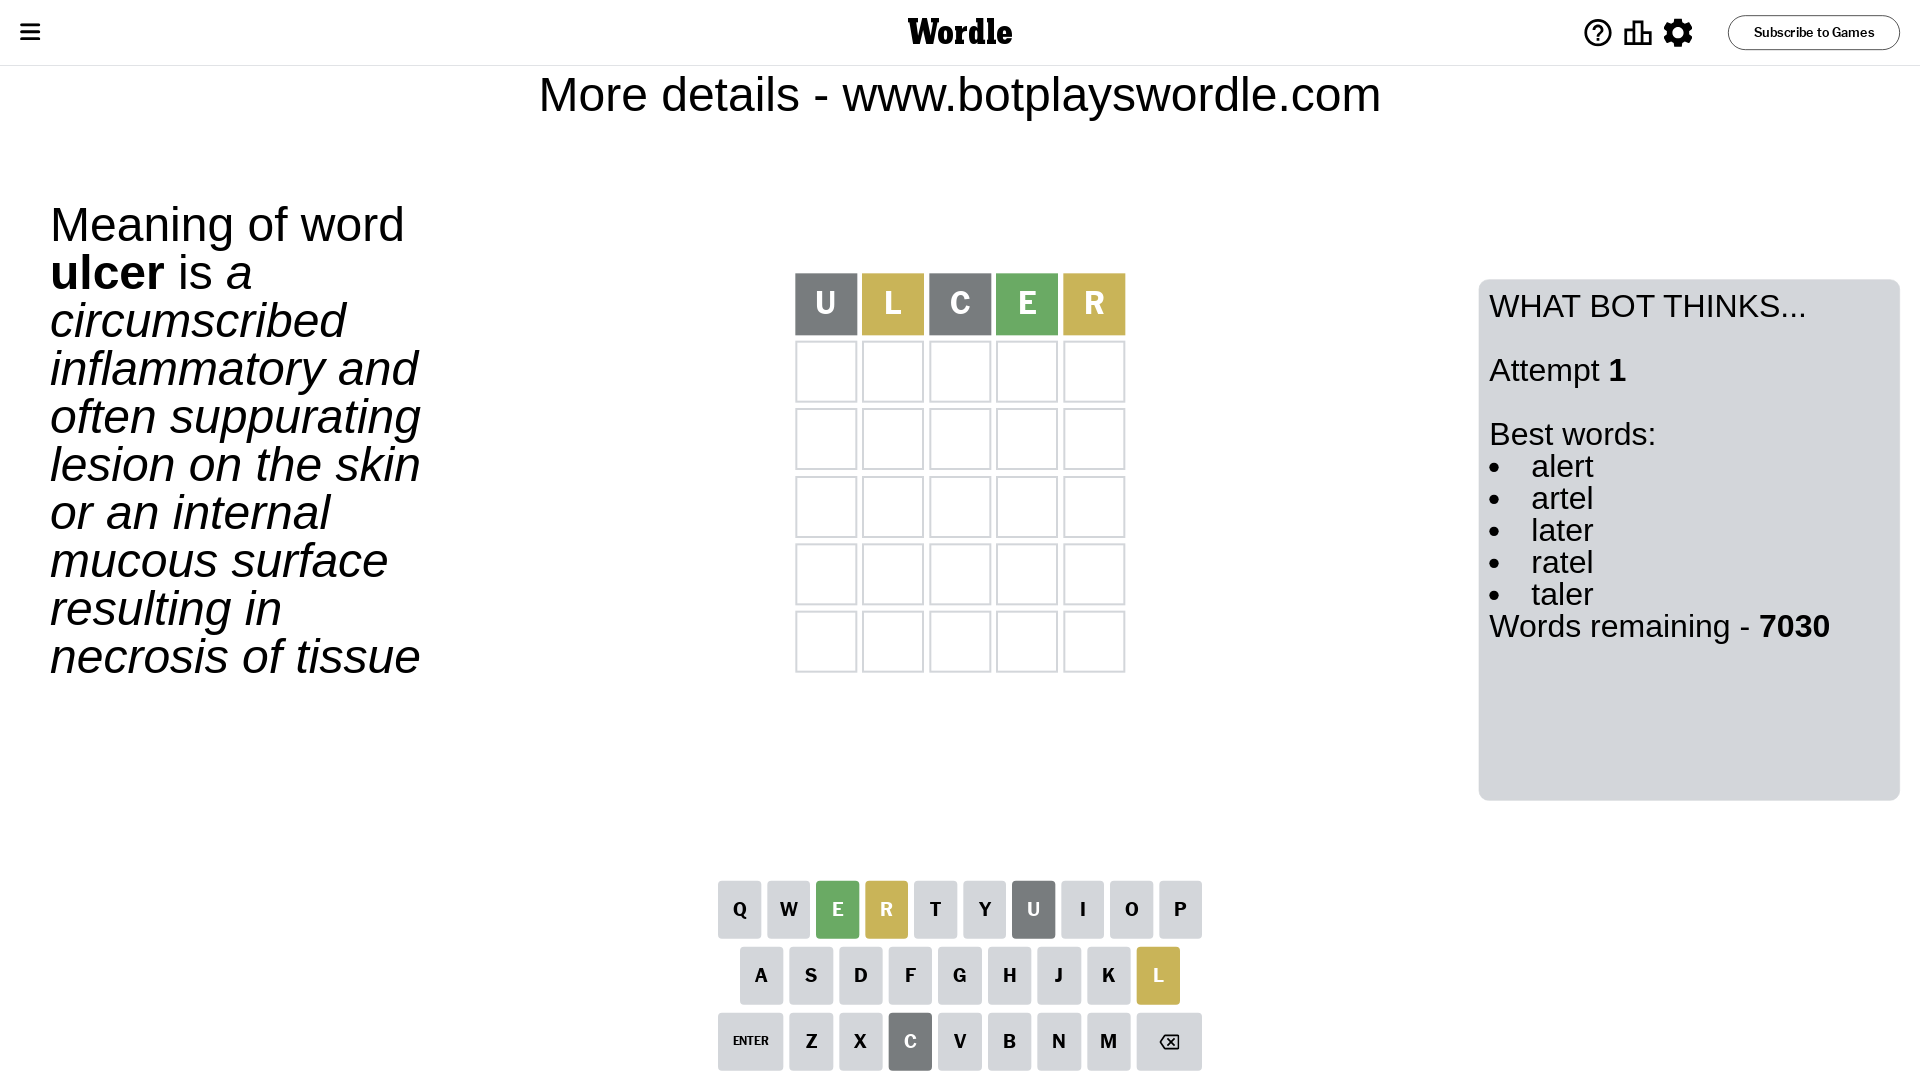 Wordle
Subscribe to Games
More details - www.botplayswordle.com
Meaning of word
ulcer is a
circumscribed
inflammatory and
often suppurating
lesion on the skin
or an internal
mucous surface
resulting in
necrosis of tissue
U L C E R
WHAT BOT THINKS...
Attempt 1
Best words:
• alert
• artel
• later
• ratel
• taler
Words remaining - 7030
Q W E R T Y U I O P
A S D F G H J K L
ENTER Z X C V B N M